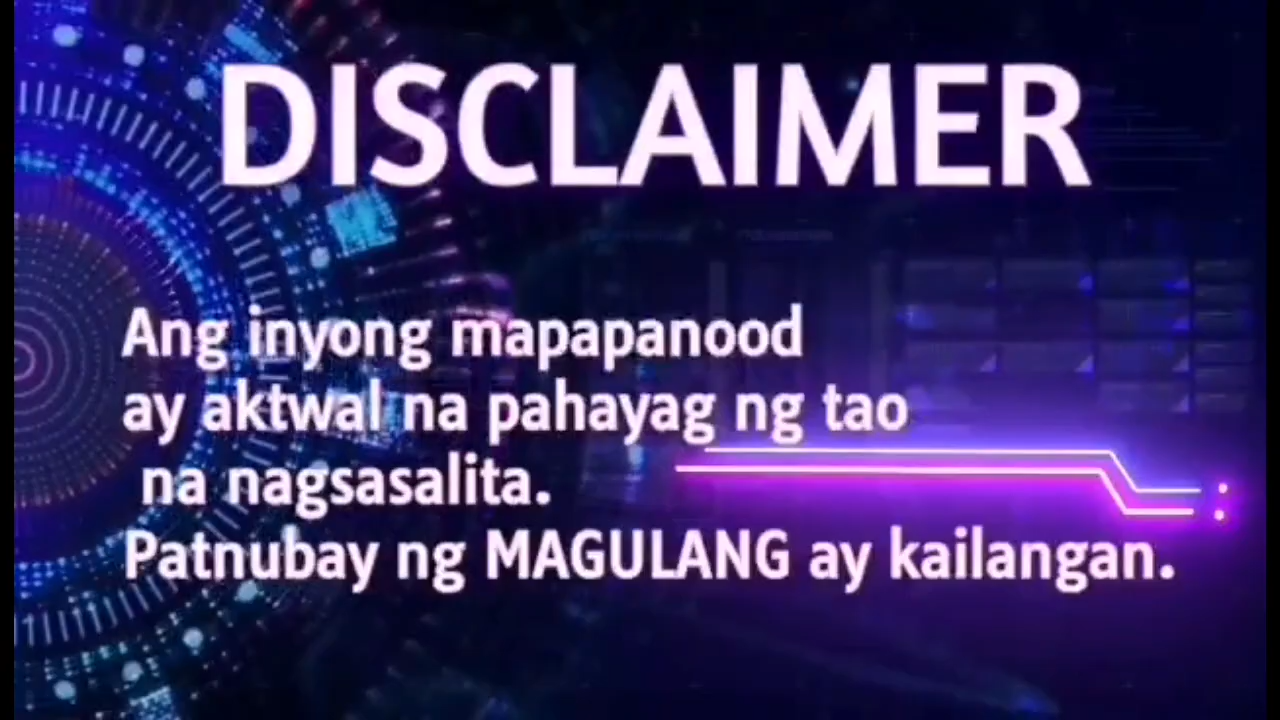 DISCLAIMER
Ang inyong mapapanood
ay aktwal na pahayag ng tao
na nagsasalita.
Patnubay ng MAGULANG ay kailangan.